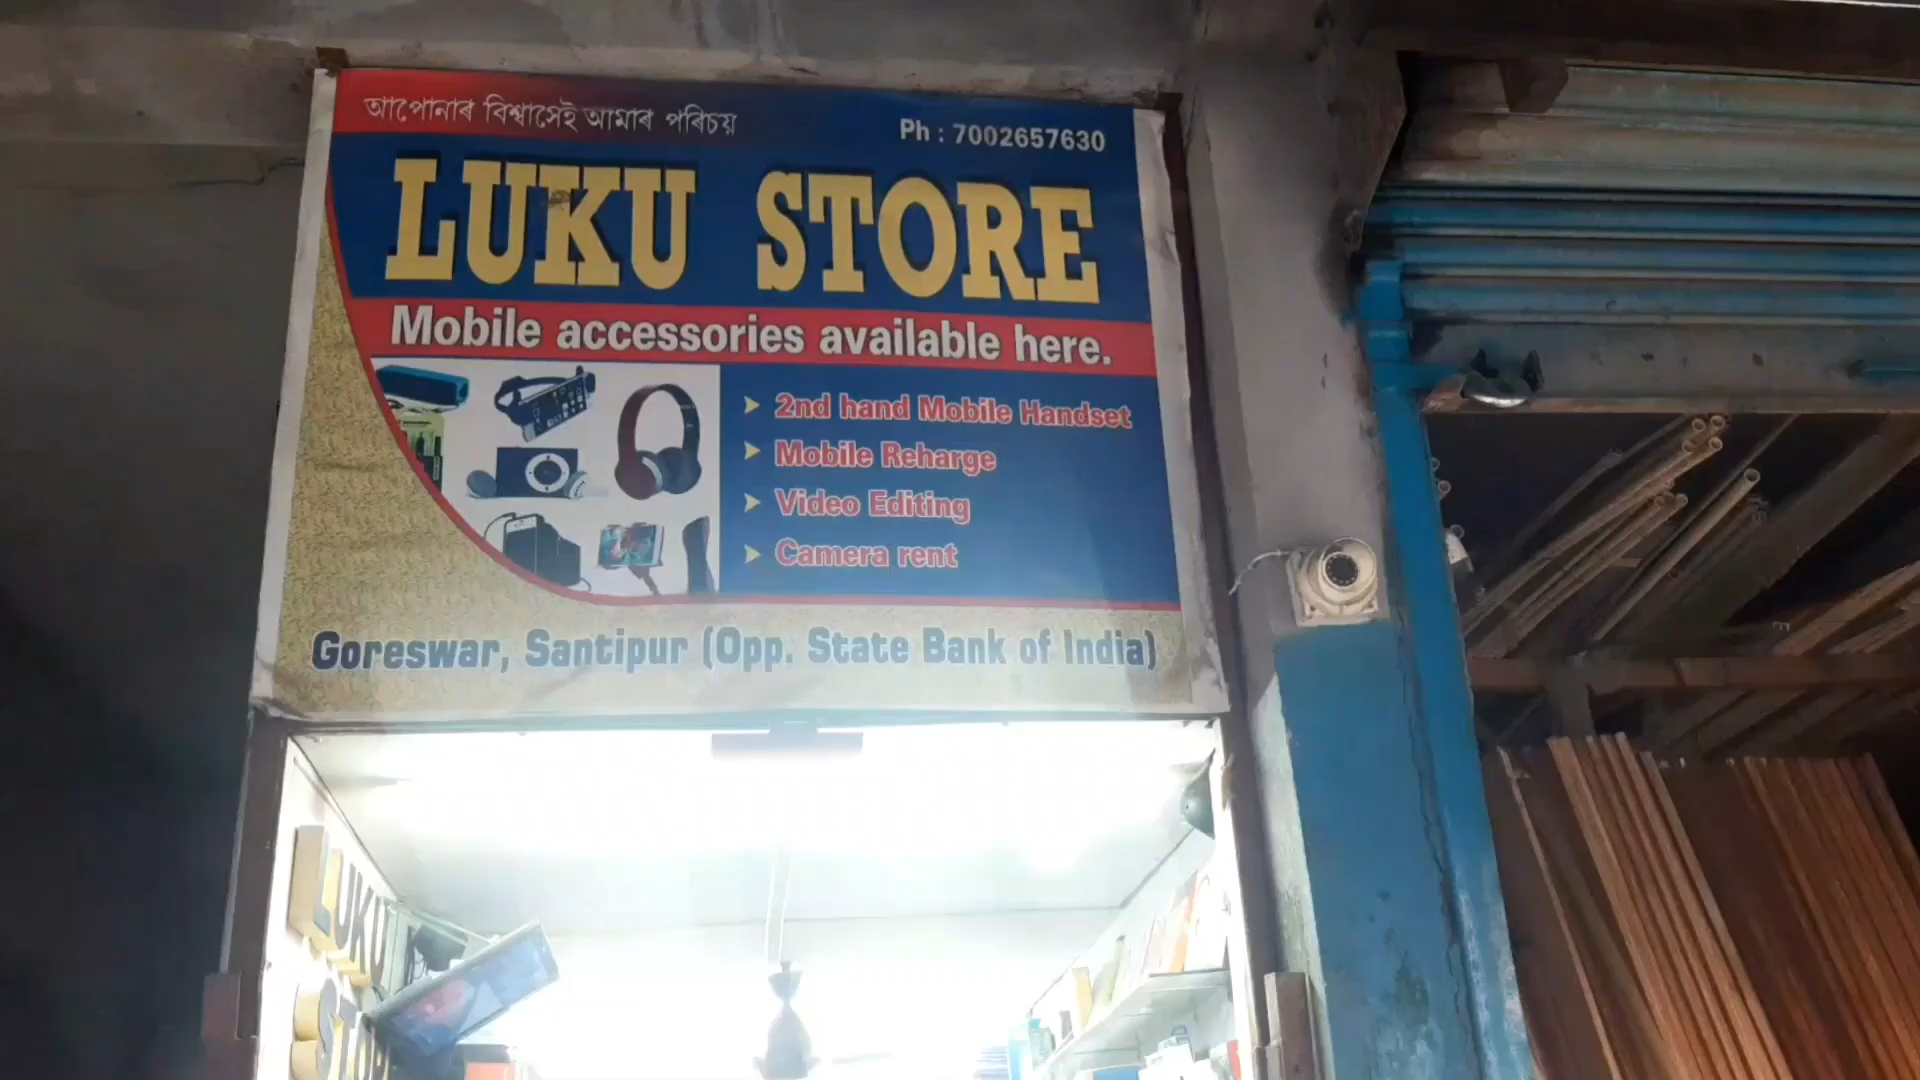 আপোনাৰ বিশ্বাসেই আমাৰ পৰিচয়
Ph : 7002657630
LUKU STORE
Mobile accessories available here.
2nd hand Mobile Handset
Mobile Reharge
Video Editing
Camera rent
Goreswar, Santipur (Opp. State Bank of India)
LUKU